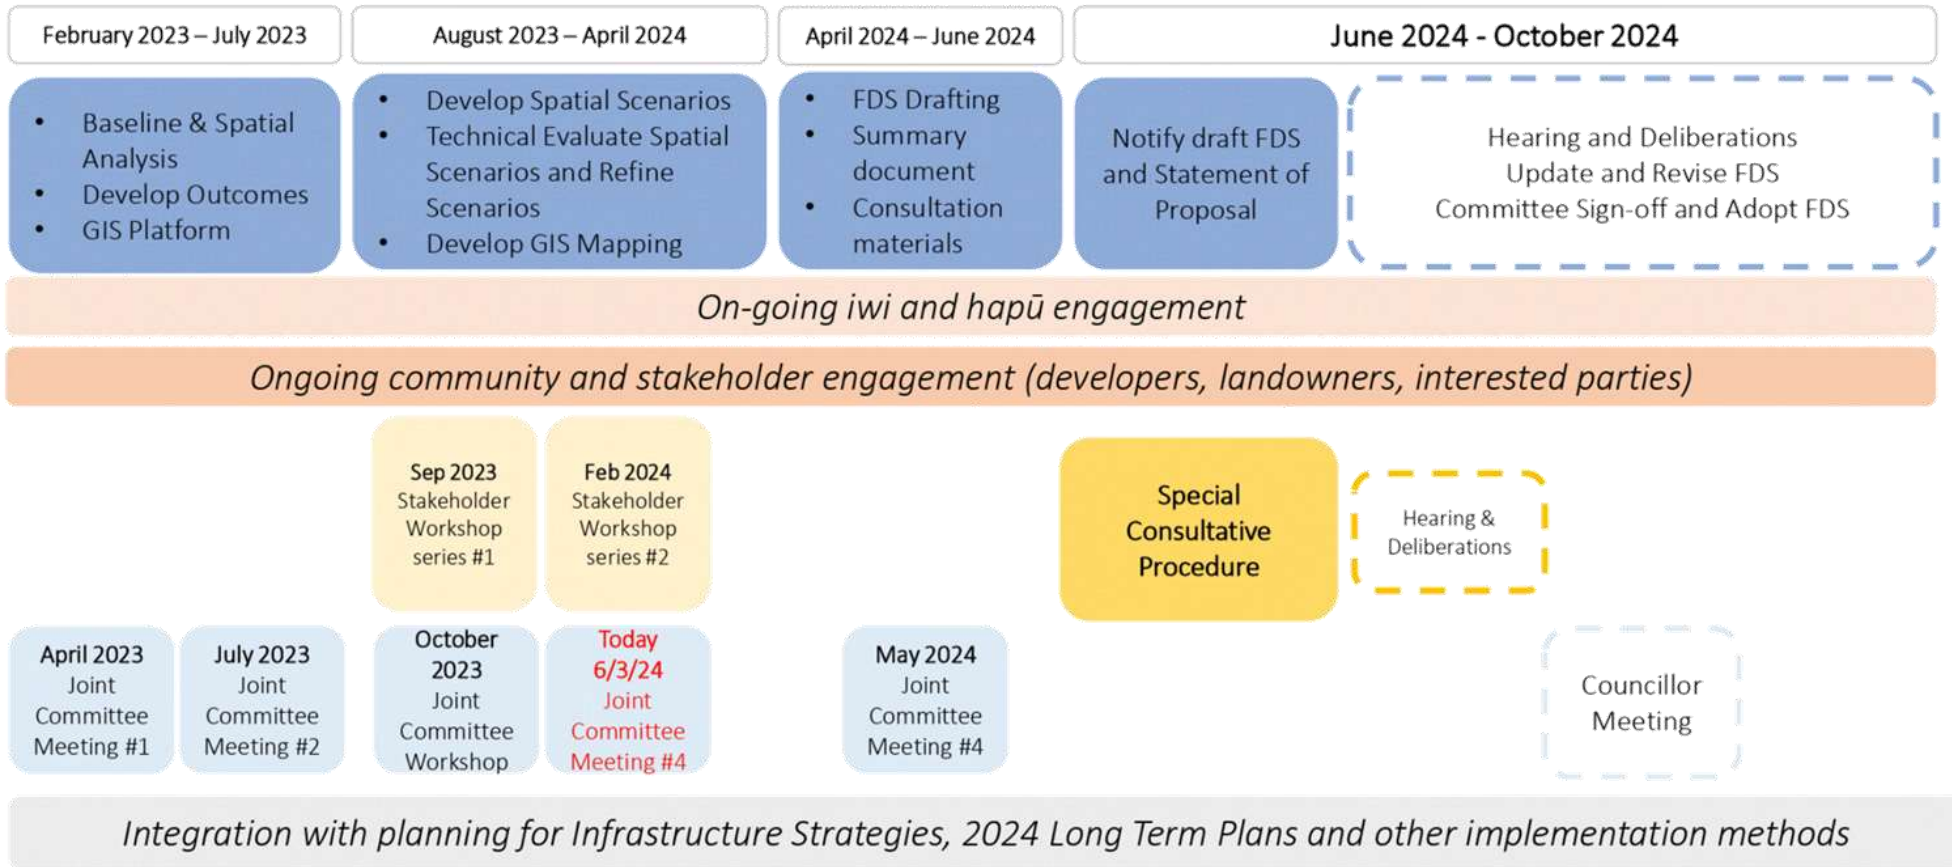 February 2023 – July 2023
August 2023 – April 2024
April 2024 – June 2024
June 2024 - October 2024
• Baseline & Spatial
Analysis
• Develop Outcomes
• GIS Platform
• Develop Spatial Scenarios
• Technical Evaluate Spatial
Scenarios and Refine
Scenarios
• Develop GIS Mapping
• FDS Drafting
• Summary
document
• Consultation
materials
Notify draft FDS
and Statement of
Proposal
Hearing and Deliberations
Update and Revise FDS
Committee Sign-off and Adopt FDS
On-going iwi and hapū engagement
Ongoing community and stakeholder engagement (developers, landowners, interested parties)
Sep 2023
Stakeholder
Workshop
series #1
Feb 2024
Stakeholder
Workshop
series #2
Special
Consultative
Procedure
Hearing &
Deliberations
April 2023
Joint
Committee
Meeting #1
July 2023
Joint
Committee
Meeting #2
October
2023
Joint
Committee
Workshop
Today
6/3/24
Joint
Committee
Meeting #4
May 2024
Joint
Committee
Meeting #4
Councillor
Meeting
Integration with planning for Infrastructure Strategies, 2024 Long Term Plans and other implementation methods